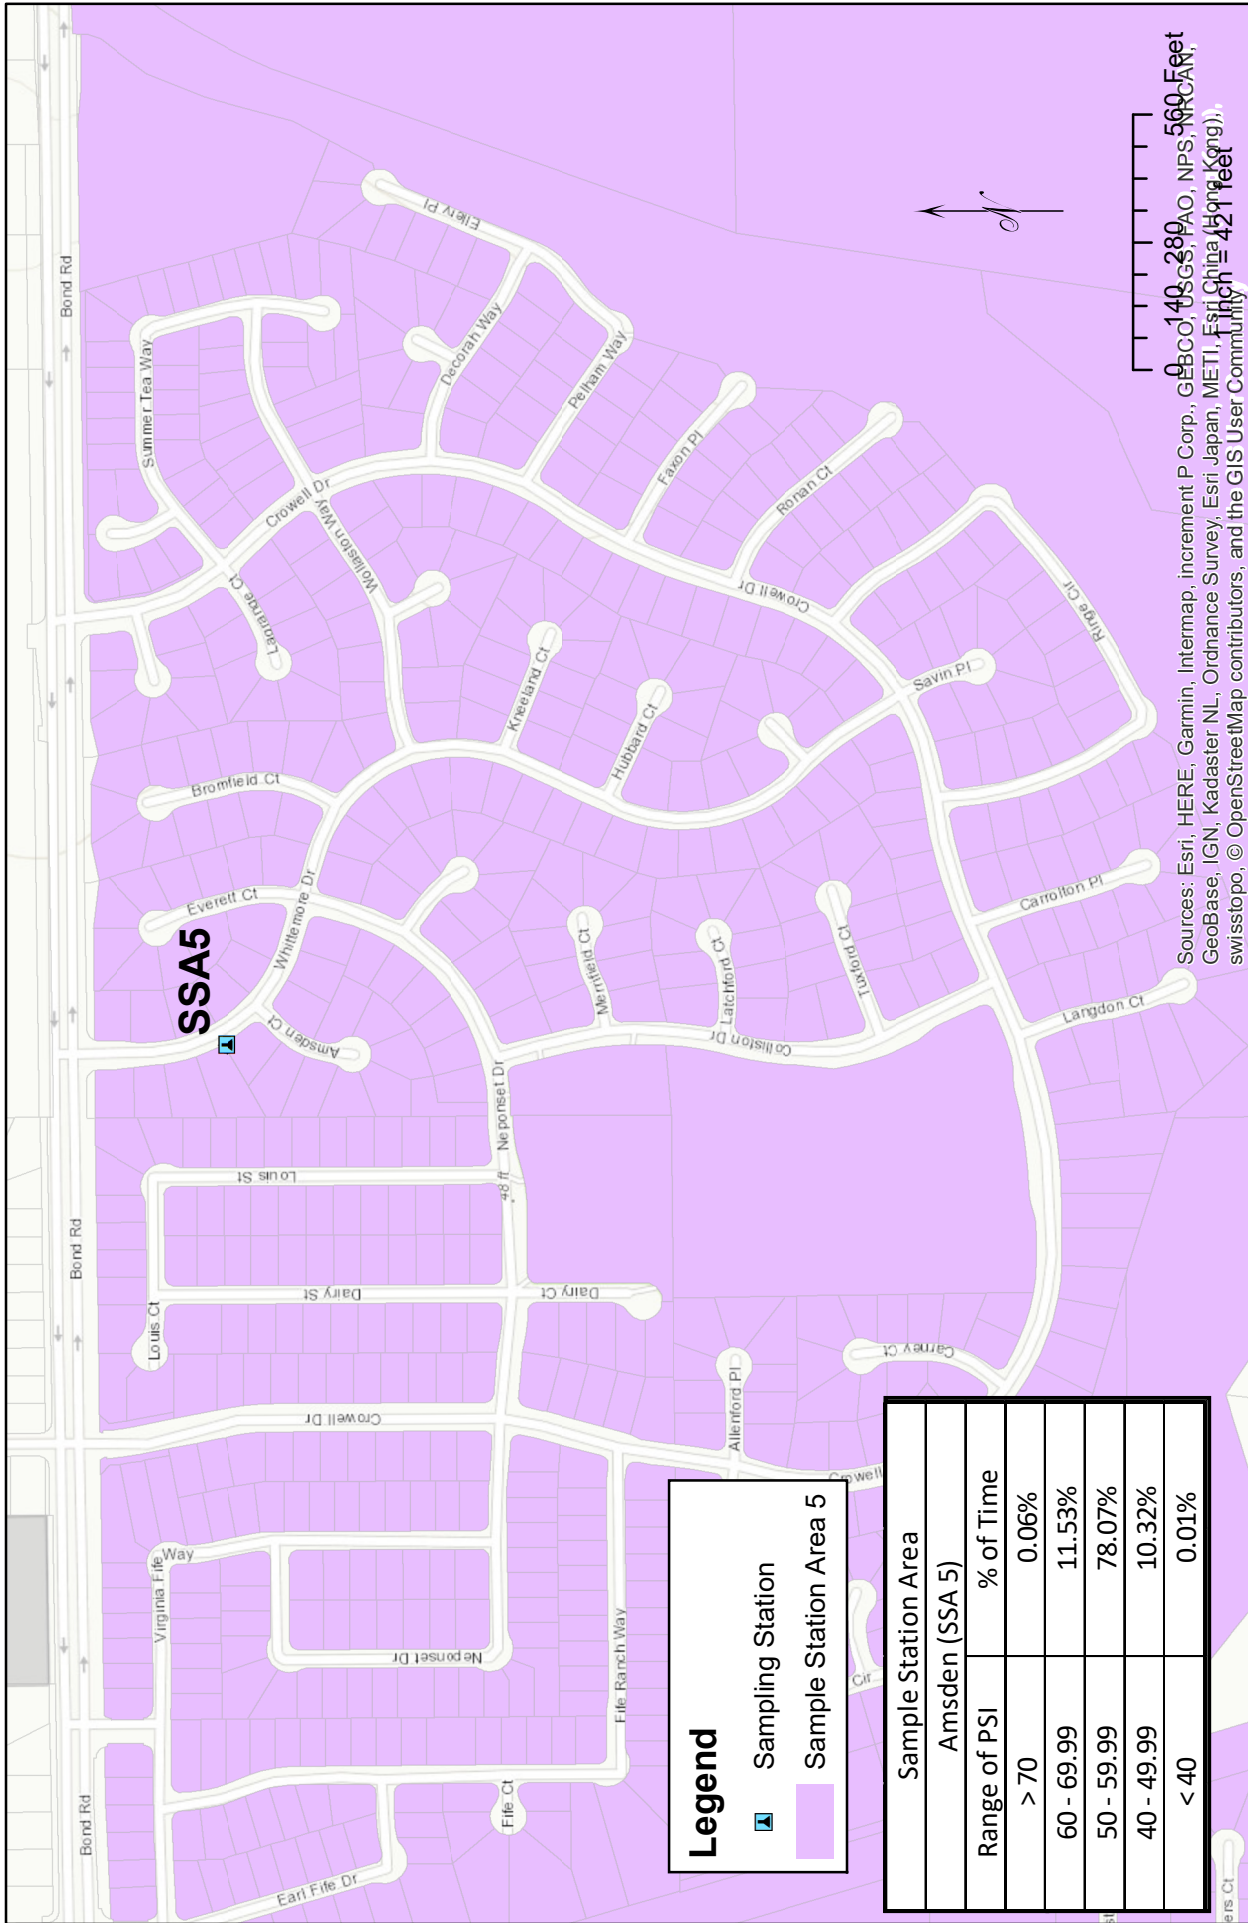 Bond Rd
Bond Rd
Bond Rd
Summer Tea Way
Ellery Pl
Decorah Way
Pelham Way
Crowell Dr
Wollaston Way
Lagrange Ct
Faxon Pl
Ronan Ct
Crowell Dr
Ringe Cir
Savin Pl
Kneeland Ct
Hubbard Ct
Bromfield Ct
Everett Ct
Whittemore Dr
SSA5
Amsden Ct
Merrifield Ct
Latchford Ct
Tuxford Ct
Colliston Dr
Carrolton Pl
Langdon Ct
Neponset Dr
48 ft
Louis St
Louis Ct
Dairy St
Dairy Ct
Crowell Dr
Allenford Pl
Carney Ct
Crowell
Virginia Fife Way
Neponset Dr
Fife Ranch Way
Fife Ct
Earl Fife Dr
Cir
st
ers Ct
Legend
Sampling Station
Sample Station Area 5
Sample Station Area
Amsden (SSA 5)
Range of PSI % of Time
> 70 0.06%
60 - 69.99 11.53%
50 - 59.99 78.07%
40 - 49.99 10.32%
< 40 0.01%
N
0 140 280 560 Feet
1 inch = 421 feet
Sources: Esri, HERE, Garmin, Intermap, increment P Corp., GEBCO, USGS, FAO, NPS, NRCAN,
GeoBase, IGN, Kadaster NL, Ordnance Survey, Esri Japan, METI, Esri China (Hong Kong),
swisstopo, © OpenStreetMap contributors, and the GIS User Community